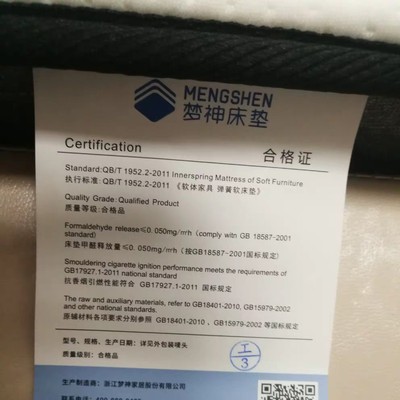 MENGSHEN
梦神床垫
Certification 合格证
Standard:QB/T 1952.2-2011 Innerspring Mattress of Soft Furniture
执行标准: QB/T 1952.2-2011 《软体家具 弹簧软床垫》
Quality Grade: Qualified Product
质量等级: 合格品
Formaldehyde release≤0. 050mg/m²h (comply with GB 18587-2001
standard)
床垫甲醛释放量≤0. 050mg/m²h (按GB18587-2001国标规定)
Smouldering cigarette ignition performance meets the requirements of
GB17927.1-2011 national standard
抗香烟引燃性能符合 GB17927.1-2011 国标规定
The raw and auxiliary materials, refer to GB18401-2010, GB15979-2002
and other national standards.
原辅材料各项要求分别参照 GB18401-2010 、GB15979-2002 等国标规定
型号、规格、生产日期: 详见外包装唛头
质量等级: 合格品
工
3
生产制造商: 浙江梦神家居股份有限公司